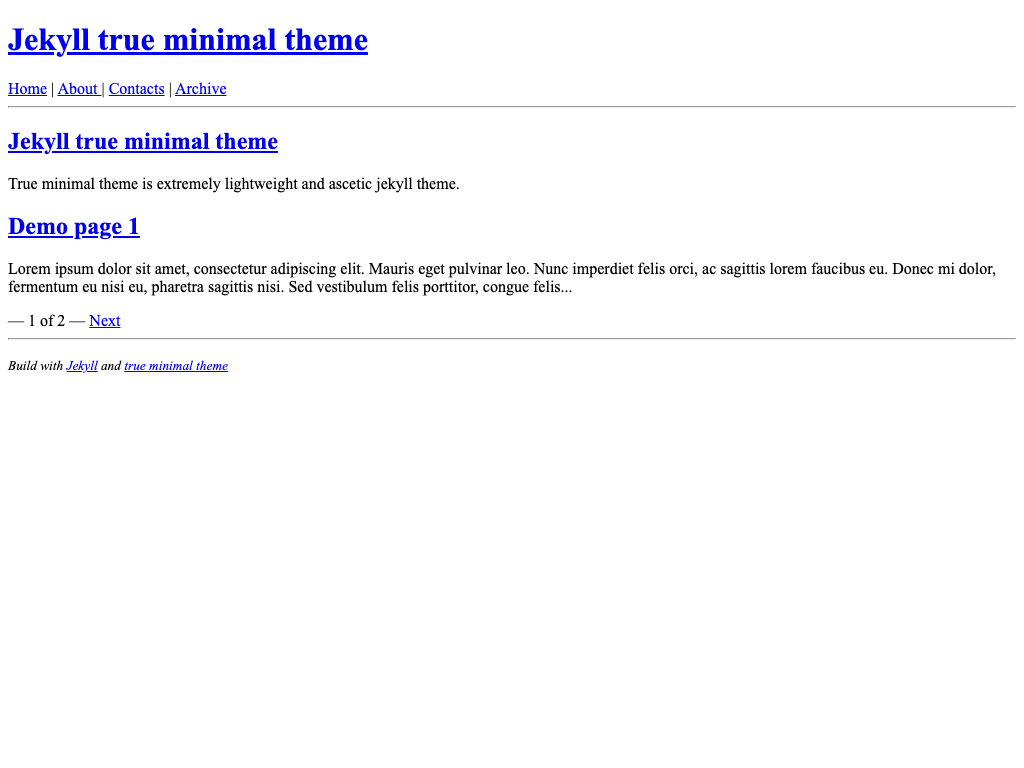 Jekyll true minimal theme
Home | About | Contacts | Archive
Jekyll true minimal theme
True minimal theme is extremely lightweight and ascetic jekyll theme.
Demo page 1
Lorem ipsum dolor sit amet, consectetur adipiscing elit. Mauris eget pulvinar leo. Nunc imperdiet felis orci, ac sagittis lorem faucibus eu. Donec mi dolor,
fermentum eu nisi eu, pharetra sagittis nisi. Sed vestibulum felis porttitor, congue felis...
— 1 of 2 — Next
Build with Jekyll and true minimal theme